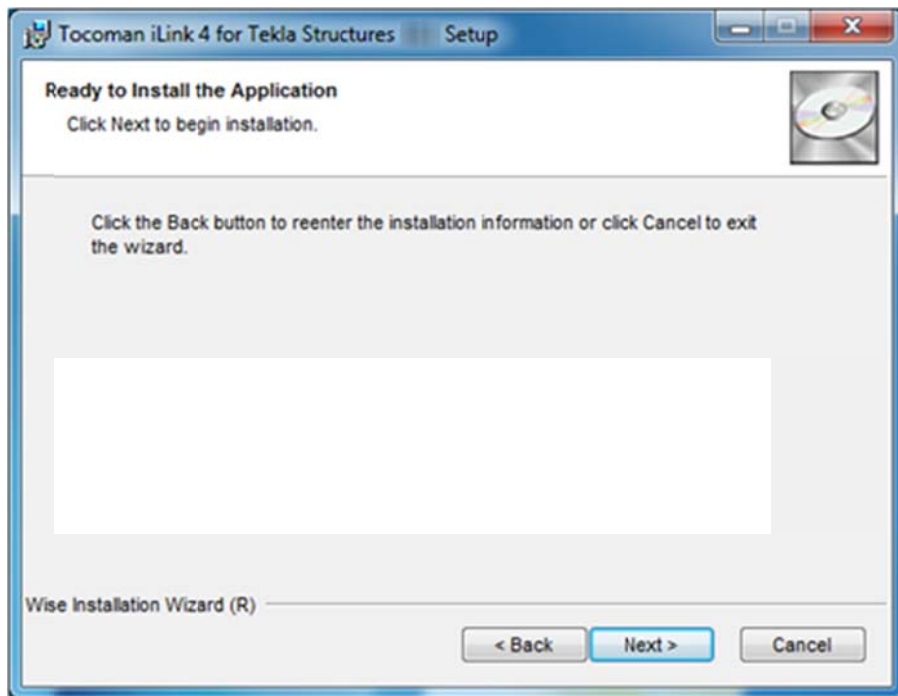 Tocoman iLink 4 for Tekla Structures Setup
Ready to Install the Application
Click Next to begin installation.
Click the Back button to reenter the installation information or click Cancel to exit
the wizard.
Wise Installation Wizard (R)
< Back Next > Cancel